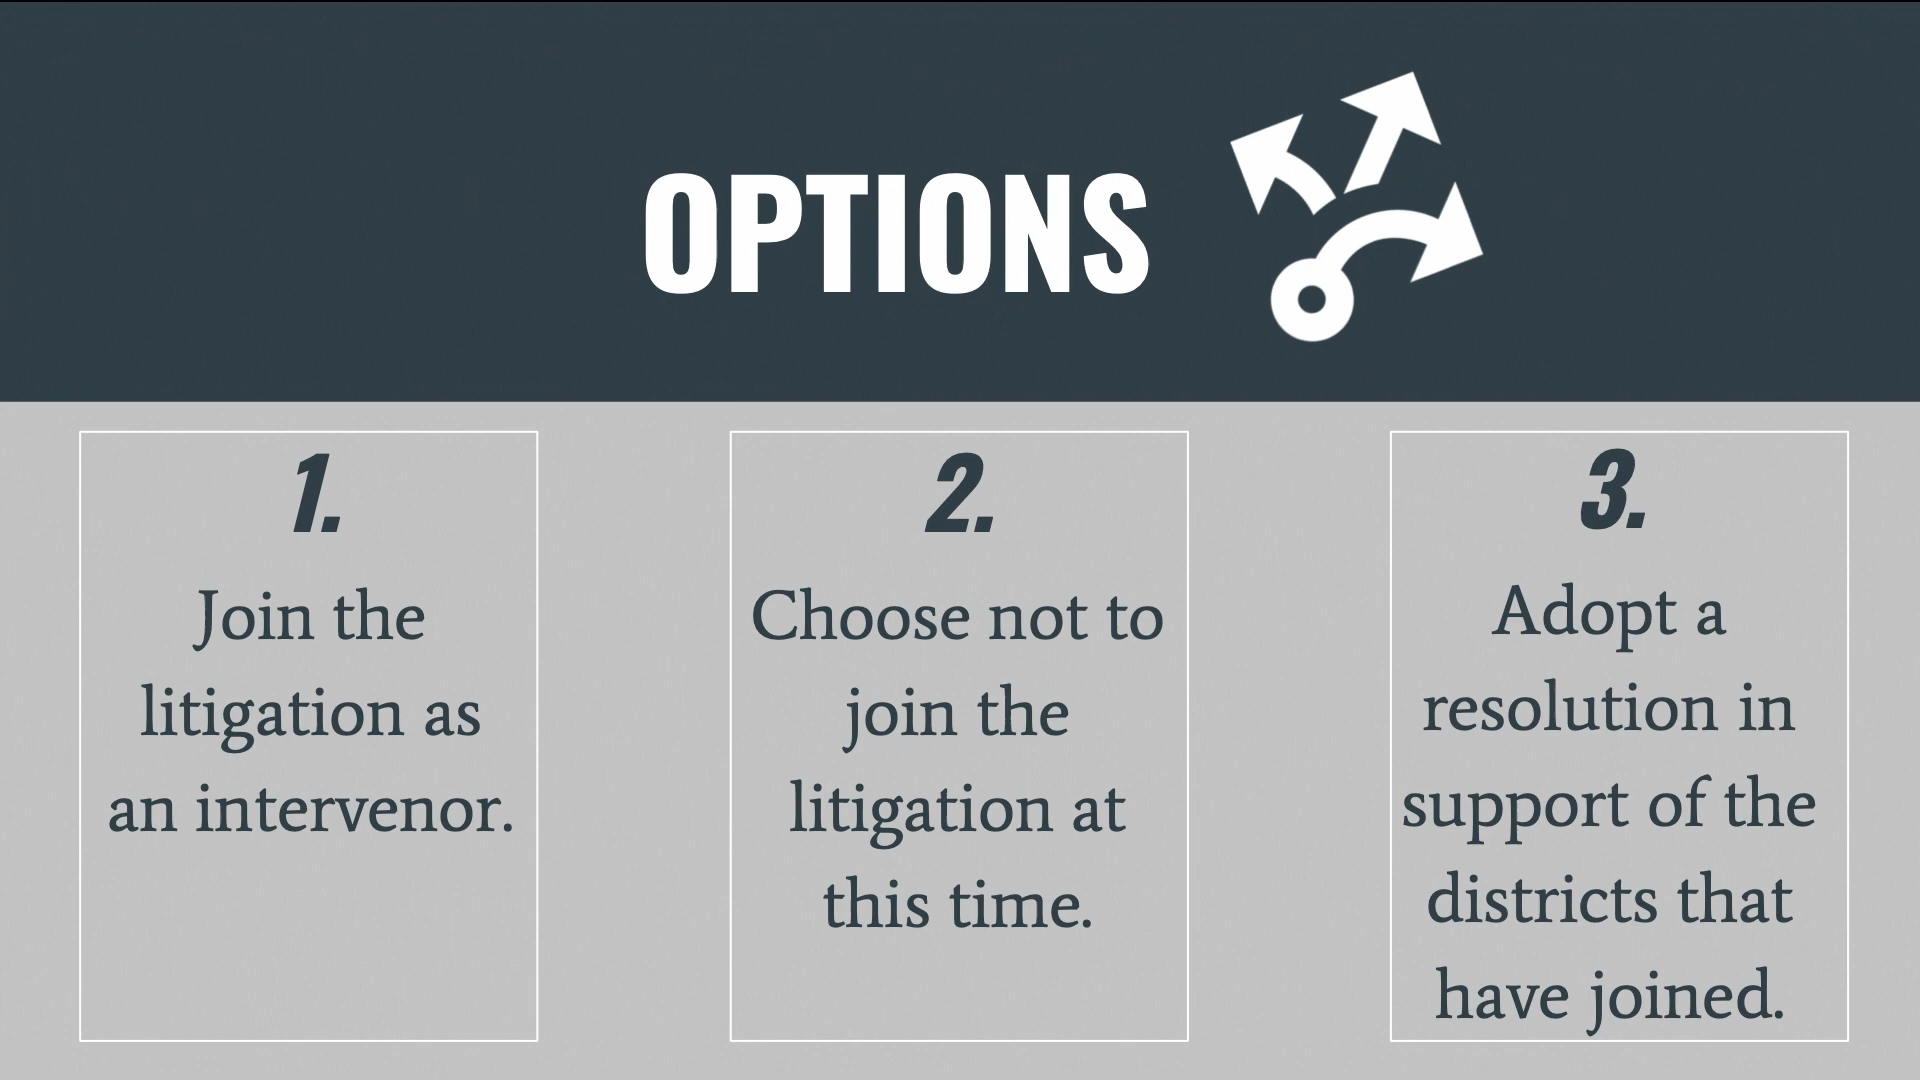 OPTIONS
1.
Join the
litigation as
an intervenor.
2.
Choose not to
join the
litigation at
this time.
3.
Adopt a
resolution in
support of the
districts that
have joined.